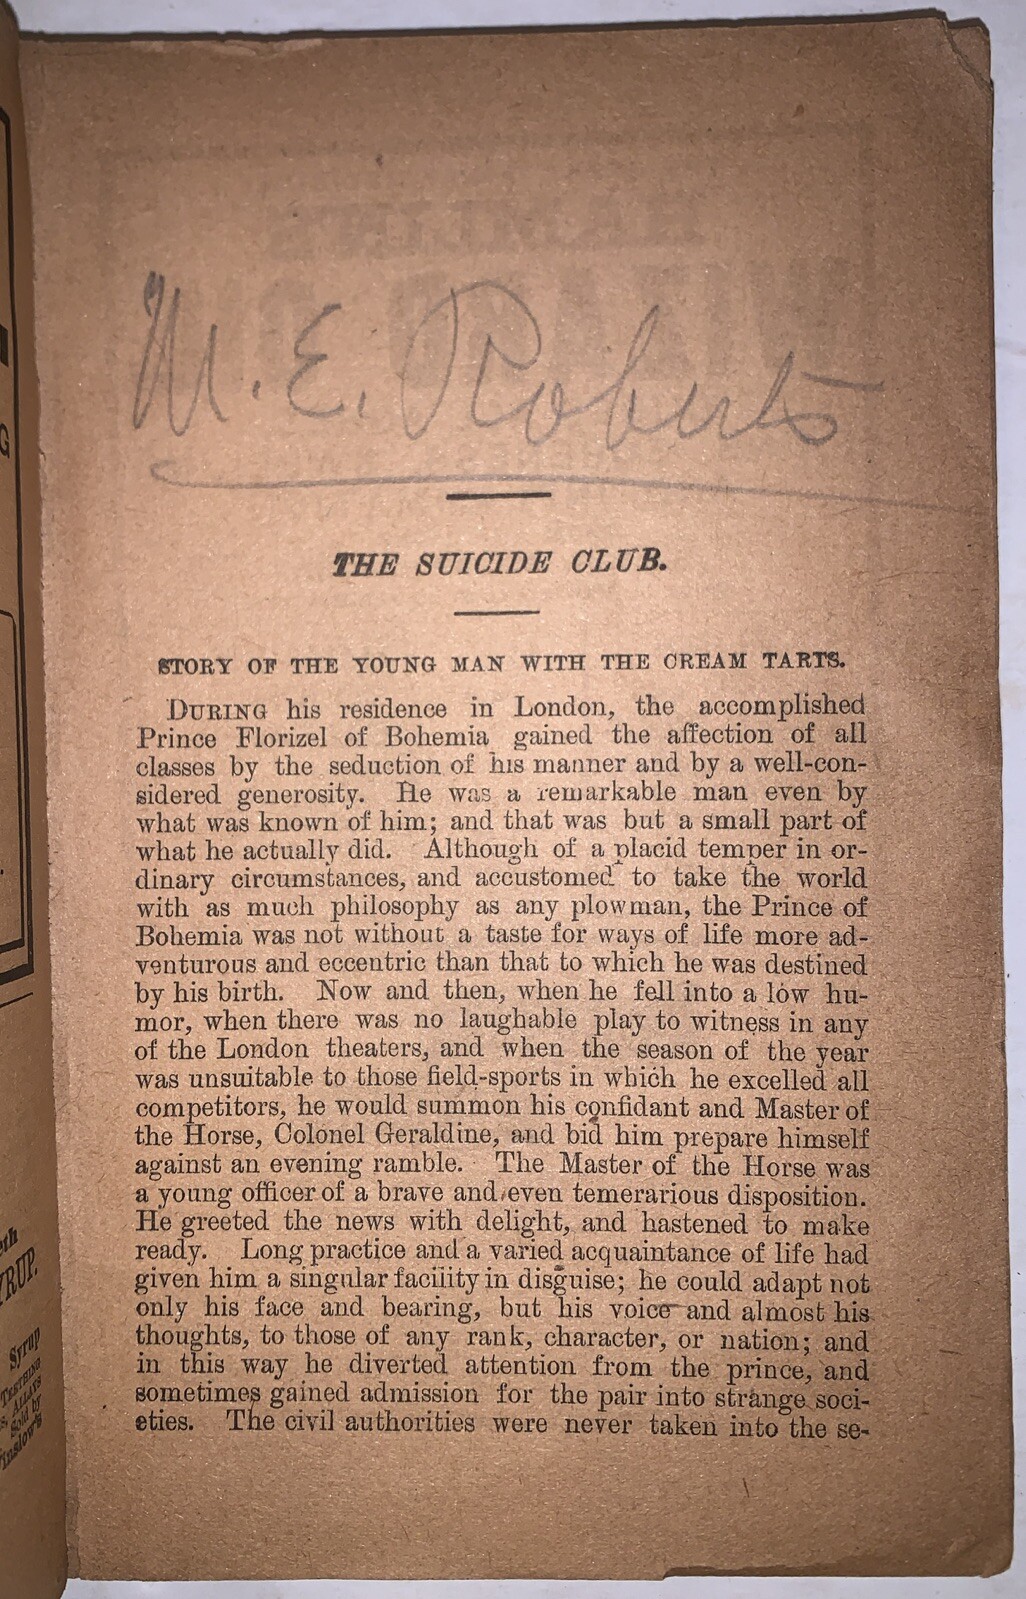 M. E. Roberts
THE SUICIDE CLUB.
STORY OF THE YOUNG MAN WITH THE CREAM TARTS.
DURING his residence in London, the accomplished
Prince Florizel of Bohemia gained the affection of all
classes by the seduction of his manner and by a well-con-
sidered generosity. He was a remarkable man even by
what was known of him; and that was but a small part of
what he actually did. Although of a placid temper in or-
dinary circumstances, and accustomed to take the world
with as much philosophy as any plowman, the Prince of
Bohemia was not without a taste for ways of life more ad-
venturous and eccentric than that to which he was destined
by his birth. Now and then, when he fell into a low hu-
mor, when there was no laughable play to witness in any
of the London theaters, and when the season of the year
was unsuitable to those field-sports in which he excelled all
competitors, he would summon his confidant and Master of
the Horse, Colonel Geraldine, and bid him prepare himself
against an evening ramble. The Master of the Horse was
a young officer of a brave and even temerarious disposition.
He greeted the news with delight, and hastened to make
ready. Long practice and a varied acquaintance of life had
given him a singular facility in disguise; he could adapt not
only his face and bearing, but his voice and almost his
thoughts, to those of any rank, character, or nation; and
in this way he diverted attention from the prince, and
sometimes gained admission for the pair into strange soci-
eties. The civil authorities were never taken into the se-
Syrup
TEETHING
ALLAYS
Sold by